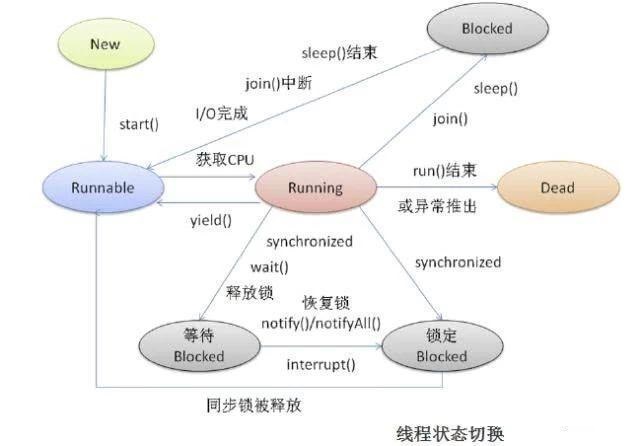 New
Blocked
sleep()结束
join()中断
I/O完成
sleep()
join()
start()
获取CPU
Runnable
Running
run()结束
Dead
或异常推出
yield()
synchronized
wait()
释放锁
synchronized
恢复锁
notify()/notifyAll()
等待
Blocked
锁定
Blocked
interrupt()
同步锁被释放
线程状态切换